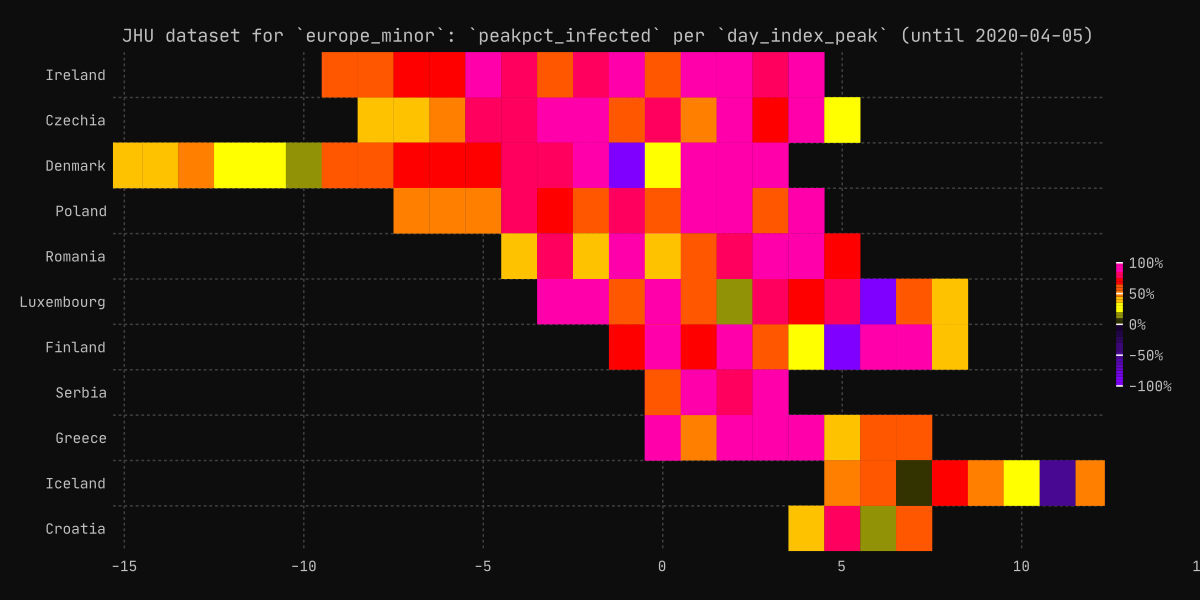 JHU dataset for `europe_minor`: `peakpct_infected` per `day_index_peak` (until 2020-04-05)
Ireland
Czechia
Denmark
Poland
Romania
Luxembourg
Finland
Serbia
Greece
Iceland
Croatia
100%
50%
0%
-50%
-100%
-15
-10
-5
0
5
10